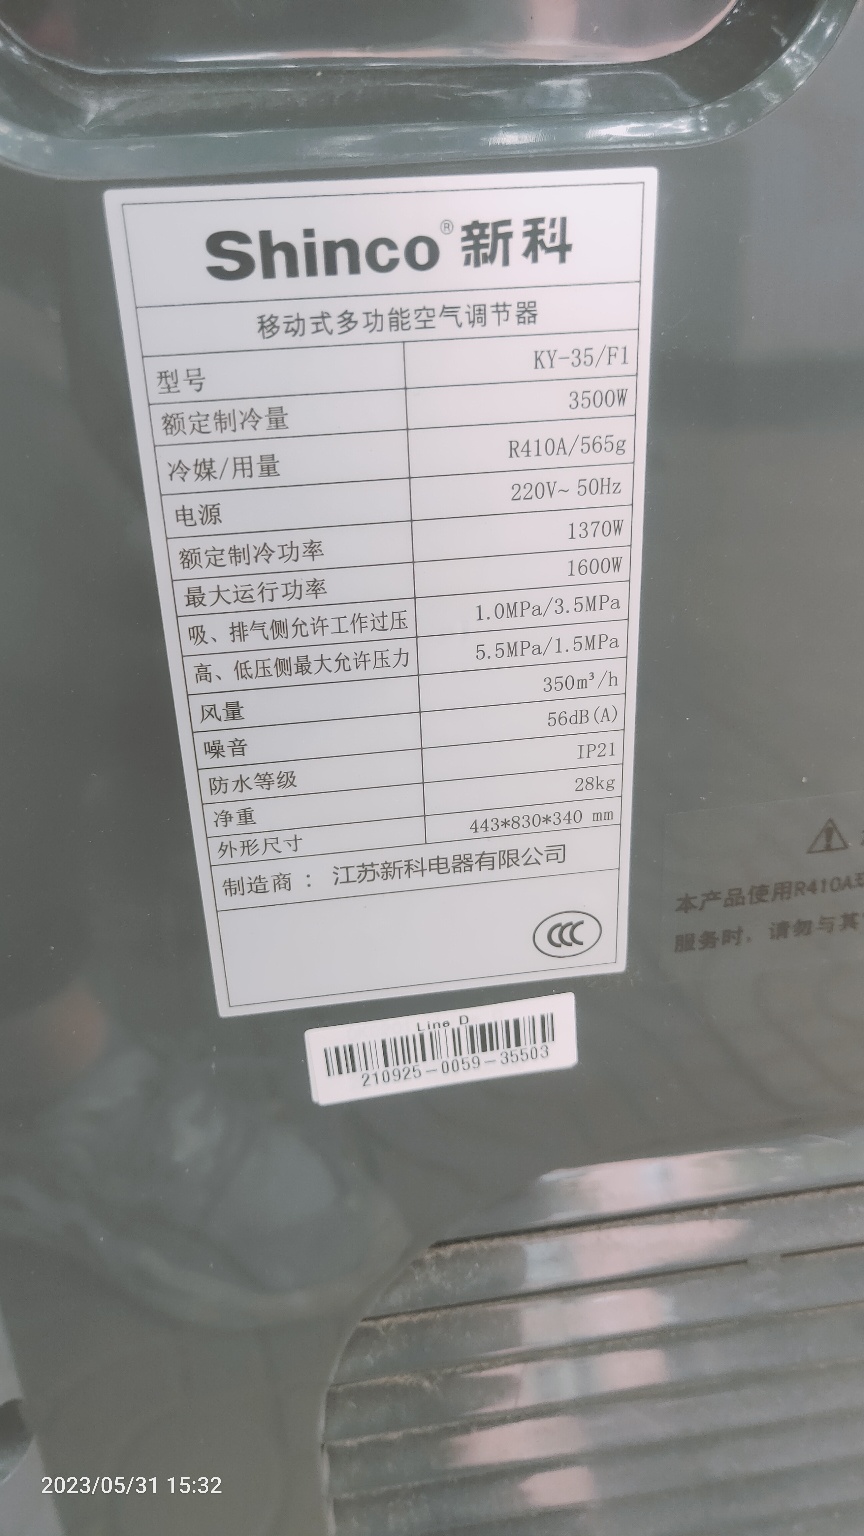 Shinco®新科
移动式多功能空气调节器
型号 KY-35/F1
额定制冷量 3500W
冷媒/用量 R410A/565g
电源 220V~ 50Hz
额定制冷功率 1370W
最大运行功率 1600W
吸、排气侧允许工作过压 1.0MPa/3.5MPa
高、低压侧最大允许压力 5.5MPa/1.5MPa
风量 350m³/h
噪音 56dB(A)
防水等级 IP21
净重 28kg
外形尺寸 443*830*340 mm
制造商 : 江苏新科电器有限公司
CCC
Line D
210925-0059-35503
本产品使用R410A
服务时, 请勿与其
2023/05/31 15:32